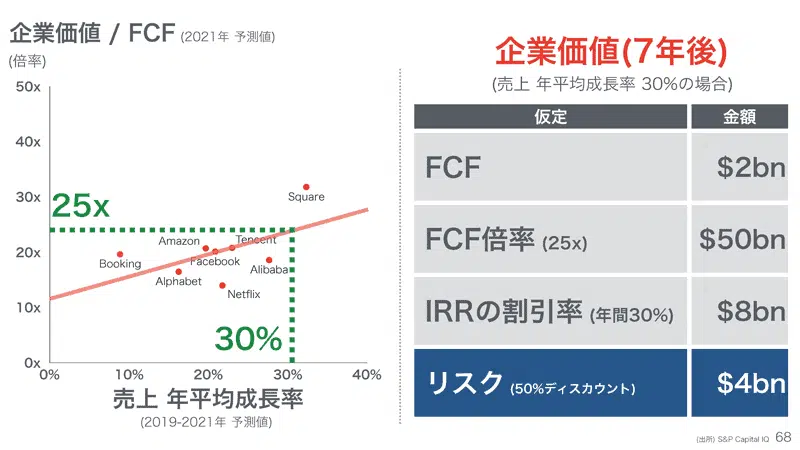 企業価値 / FCF (2021年 予測値)
(倍率)
50x
40x
30x
20x
10x
0x
25x
30%
Square
Amazon
Tencent
Booking
Facebook
Alibaba
Alphabet
Netflix
0%
10%
20%
30%
40%
売上 年平均成長率
(2019-2021年 予測値)
企業価値(7年後)
(売上 年平均成長率 30%の場合)
仮定 金額
FCF $2bn
FCF倍率 (25x) $50bn
IRRの割引率 (年間30%) $8bn
リスク (50%ディスカウント) $4bn
(出所) S&P Capital IQ 68